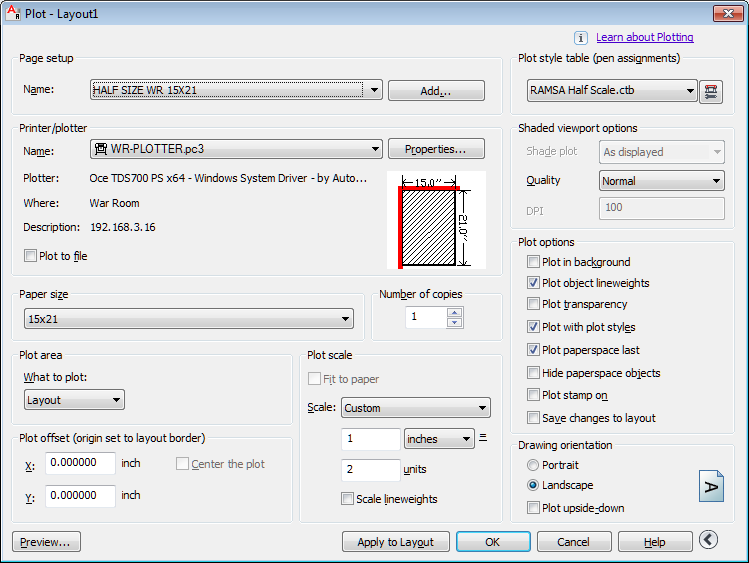 Plot - Layout1
Learn about Plotting
Page setup
Name:
HALF SIZE WR 15X21
Add...
Plot style table (pen assignments)
RAMSA Half Scale.ctb
Printer/plotter
Name:
WR-PLOTTER.pc3
Properties...
Plotter:
Oce TDS700 PS x64 - Windows System Driver - by Auto...
Where:
War Room
Description:
192.168.3.16
Plot to file
15.0''
21.0''
Shaded viewport options
Shade plot
As displayed
Quality
Normal
DPI
100
Paper size
15x21
Number of copies
1
Plot options
Plot in background
Plot object lineweights
Plot transparency
Plot with plot styles
Plot paperspace last
Hide paperspace objects
Plot stamp on
Save changes to layout
Plot area
What to plot:
Layout
Plot scale
Fit to paper
Scale:
Custom
1
inches
=
2
units
Scale lineweights
Plot offset (origin set to layout border)
X:
0.000000
inch
Center the plot
Y:
0.000000
inch
Drawing orientation
Portrait
Landscape
Plot upside-down
A
Preview...
Apply to Layout
OK
Cancel
Help